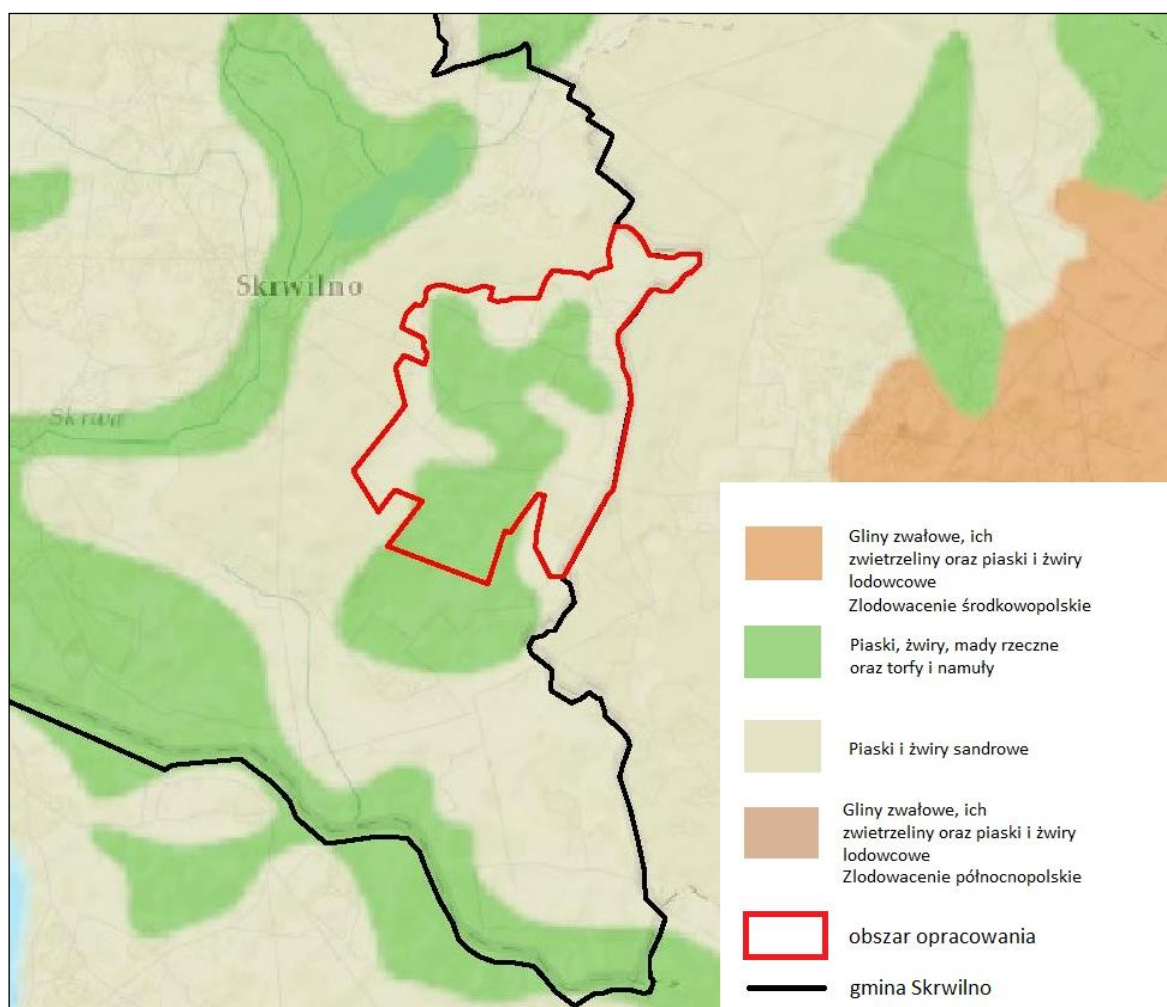 Skrwilno
Skrwa
Gliny zwałowe, ich
zwietrzeliny oraz piaski i żwiry
lodowcowe
Zlodowacenie środkowopolskie
Piaski, żwiry, mady rzeczne
oraz torfy i namuły
Piaski i żwiry sandrowe
Gliny zwałowe, ich
zwietrzeliny oraz piaski i żwiry
lodowcowe
Zlodowacenie północnopolskie
obszar opracowania
gmina Skrwilno